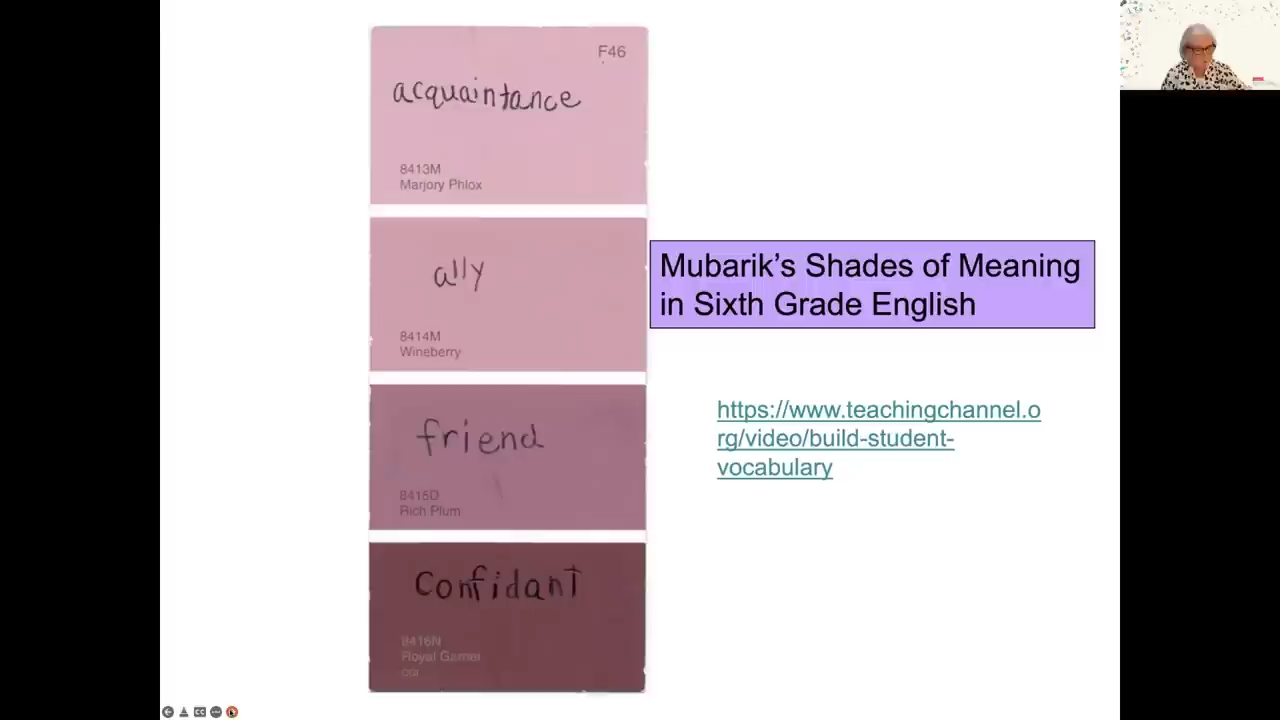 F46
acquaintance
8413M
Marjory Phlox
ally
8414M
Wineberry
friend
8415D
Rich Plum
Confidant
8416N
Royal Garnet
Mubarik's Shades of Meaning
in Sixth Grade English
https://www.teachingchannel.o
rg/video/build-student-
vocabulary